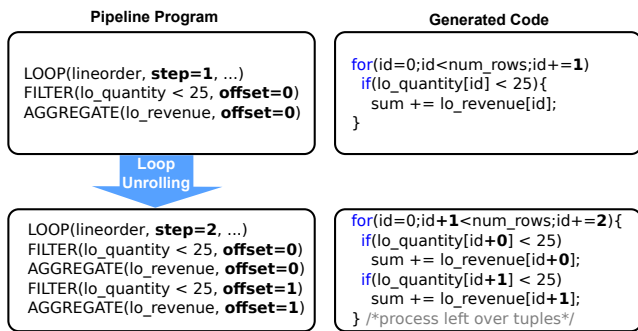 Pipeline Program
Generated Code
LOOP(lineorder, step=1, ...)
FILTER(lo_quantity < 25, offset=0)
AGGREGATE(lo_revenue, offset=0)
for(id=0;id<num_rows;id+=1)
if(lo_quantity[id] < 25){
sum += lo_revenue[id];
}
Loop
Unrolling
LOOP(lineorder, step=2, ...)
FILTER(lo_quantity < 25, offset=0)
AGGREGATE(lo_revenue, offset=0)
FILTER(lo_quantity < 25, offset=1)
AGGREGATE(lo_revenue, offset=1)
for(id=0;id+1<num_rows;id+=2){
if(lo_quantity[id+0] < 25)
sum += lo_revenue[id+0];
if(lo_quantity[id+1] < 25)
sum += lo_revenue[id+1];
} /*process left over tuples*/